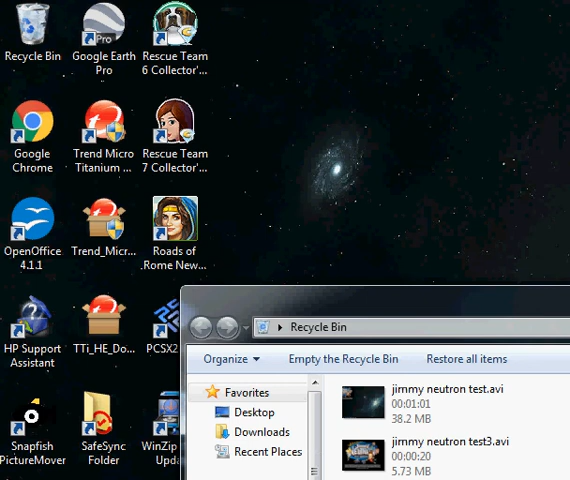 Recycle Bin
Google Earth
Pro
Pro
Rescue Team
6 Collector'...
Google
Chrome
Trend Micro
Titanium ...
Rescue Team
7 Collector'...
OpenOffice
4.1.1
Trend_Micr...
Roads of
Rome New...
HP Support
Assistant
TTi_HE_Do...
PCSX2
Snapfish
PictureMover
SafeSync
Folder
WinZip
Upda
Recycle Bin
Organize
Empty the Recycle Bin
Restore all items
Favorites
Desktop
Downloads
Recent Places
jimmy neutron test.avi
00:01:01
38.2 MB
jimmy neutron test3.avi
00:00:20
5.73 MB